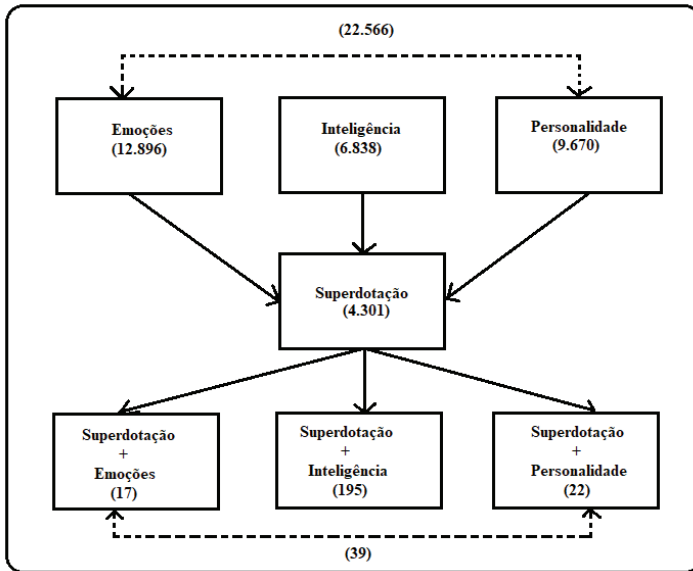 (22.566)
Emoções
(12.896)
Inteligência
(6.838)
Personalidade
(9.670)
Superdotação
(4.301)
Superdotação
+
Emoções
(17)
Superdotação
+
Inteligência
(195)
Superdotação
+
Personalidade
(22)
(39)